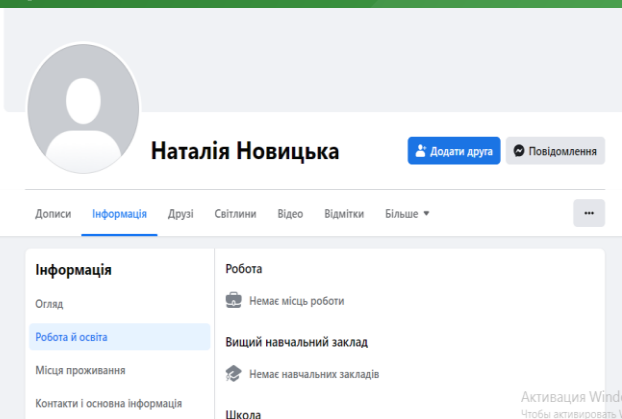 Наталія Новицька
Додати друга
Повідомлення
Дописи Інформація Друзі Світлини Відео Відмітки Більше
Інформація
Огляд
Робота й освіта
Місця проживання
Контакти і основна інформація
Робота
Немає місць роботи
Вищий навчальний заклад
Немає навчальних закладів
Школа
Активация Windo
Чтобы активировать W